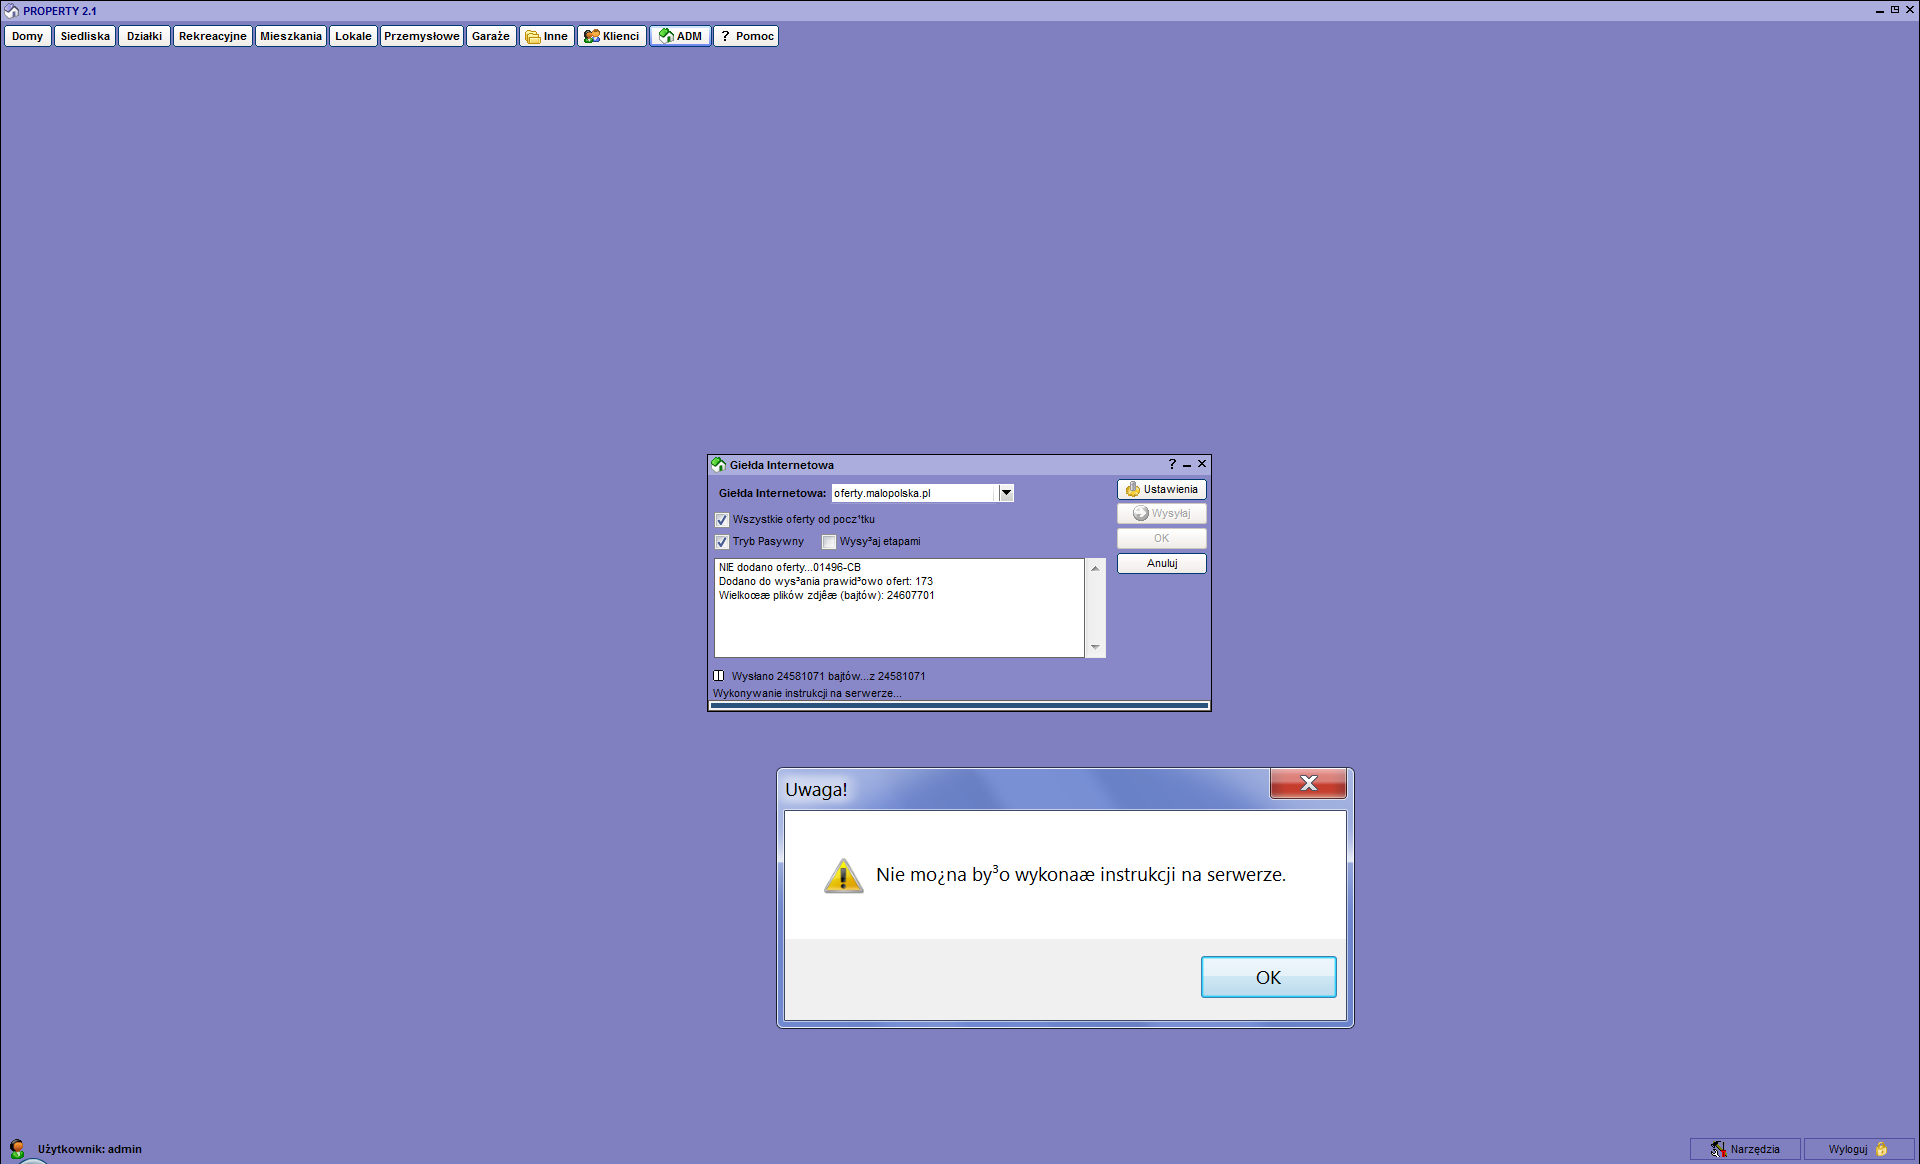 PROPERTY 2.1
Domy Siedliska Działki Rekreacyjne Mieszkania Lokale Przemysłowe Garaże Inne Klienci ADM ? Pomoc
Giełda Internetowa
Giełda Internetowa: oferty.malopolska.pl
Ustawienia
Wysyłaj
Wszystkie oferty od pocz¹tku
OK
Tryb Pasywny Wysy³aj etapami
Anuluj
NIE dodano oferty...01496-CB
Dodano do wys³ania prawid³owo ofert: 173
Wielkoœæ plików zdjêæ (bajtów): 24607701
Wysłano 24581071 bajtów...z 24581071
Wykonywanie instrukcji na serwerze...
Uwaga!
Nie mo¿na by³o wykonaæ instrukcji na serwerze.
OK
Użytkownik: admin
Narzędzia
Wyloguj